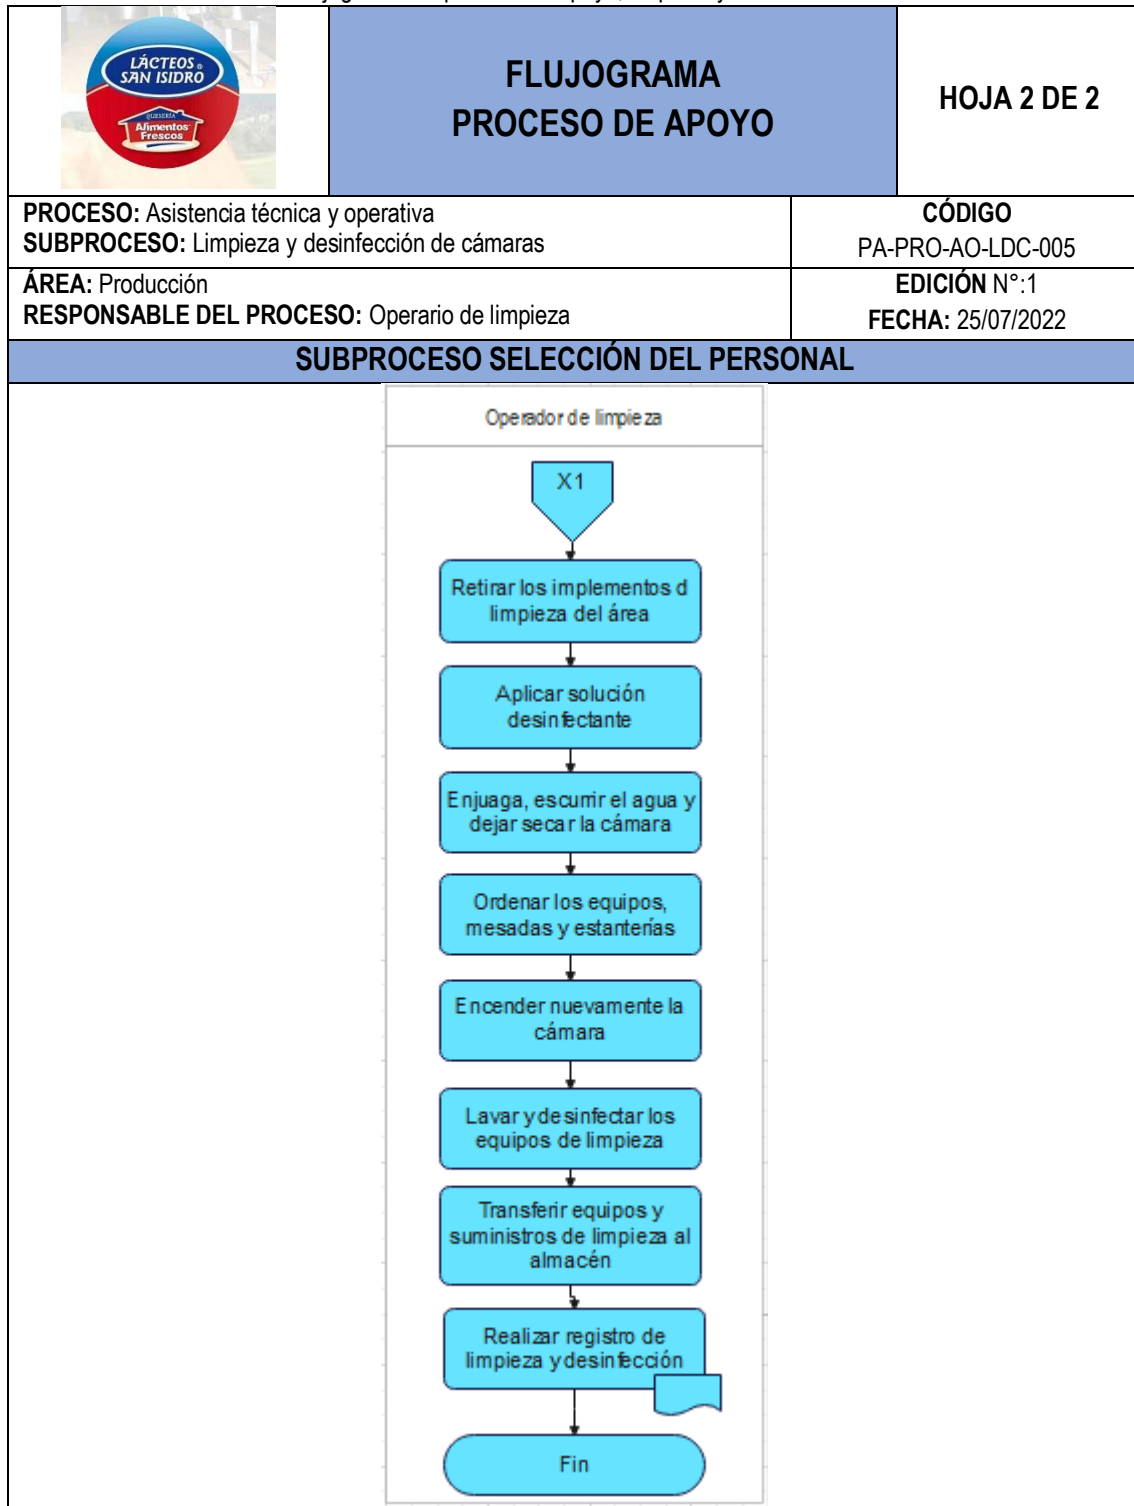 LÁCTEOS ®
SAN ISIDRO
QUESERÍA
Alimentos
Frescos
FLUJOGRAMA
PROCESO DE APOYO
HOJA 2 DE 2
PROCESO: Asistencia técnica y operativa
SUBPROCESO: Limpieza y desinfección de cámaras
CÓDIGO
PA-PRO-AO-LDC-005
ÁREA: Producción
RESPONSABLE DEL PROCESO: Operario de limpieza
EDICIÓN N°:1
FECHA: 25/07/2022
SUBPROCESO SELECCIÓN DEL PERSONAL
Operador de limpieza
X1
Retirar los implementos d
limpieza del área
Aplicar solución
desinfectante
Enjuaga, escurrir el agua y
dejar secar la cámara
Ordenar los equipos,
mesadas y estanterías
Encender nuevamente la
cámara
Lavar y desinfectar los
equipos de limpieza
Transferir equipos y
suministros de limpieza al
almacén
Realizar registro de
limpieza y desinfección
Fin